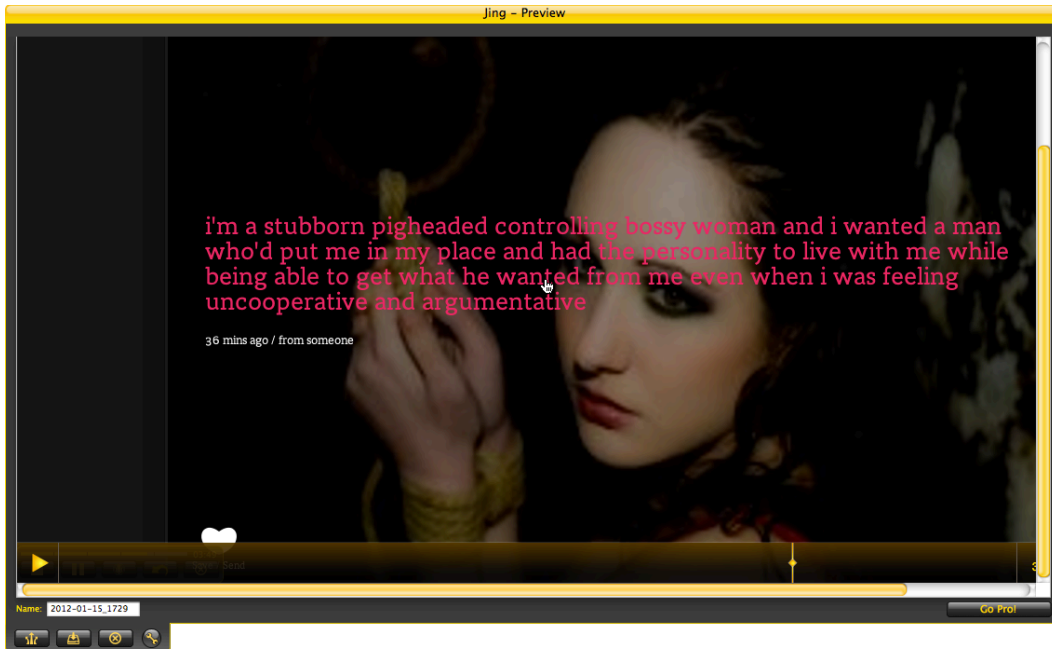 Jing – Preview
i'm a stubborn pigheaded controlling bossy woman and i wanted a man
who'd put me in my place and had the personality to live with me while
being able to get what he wanted from me even when i was feeling
uncooperative and argumentative
36 mins ago / from someone
Send
Name: 2012-01-15_1729
Go Pro!